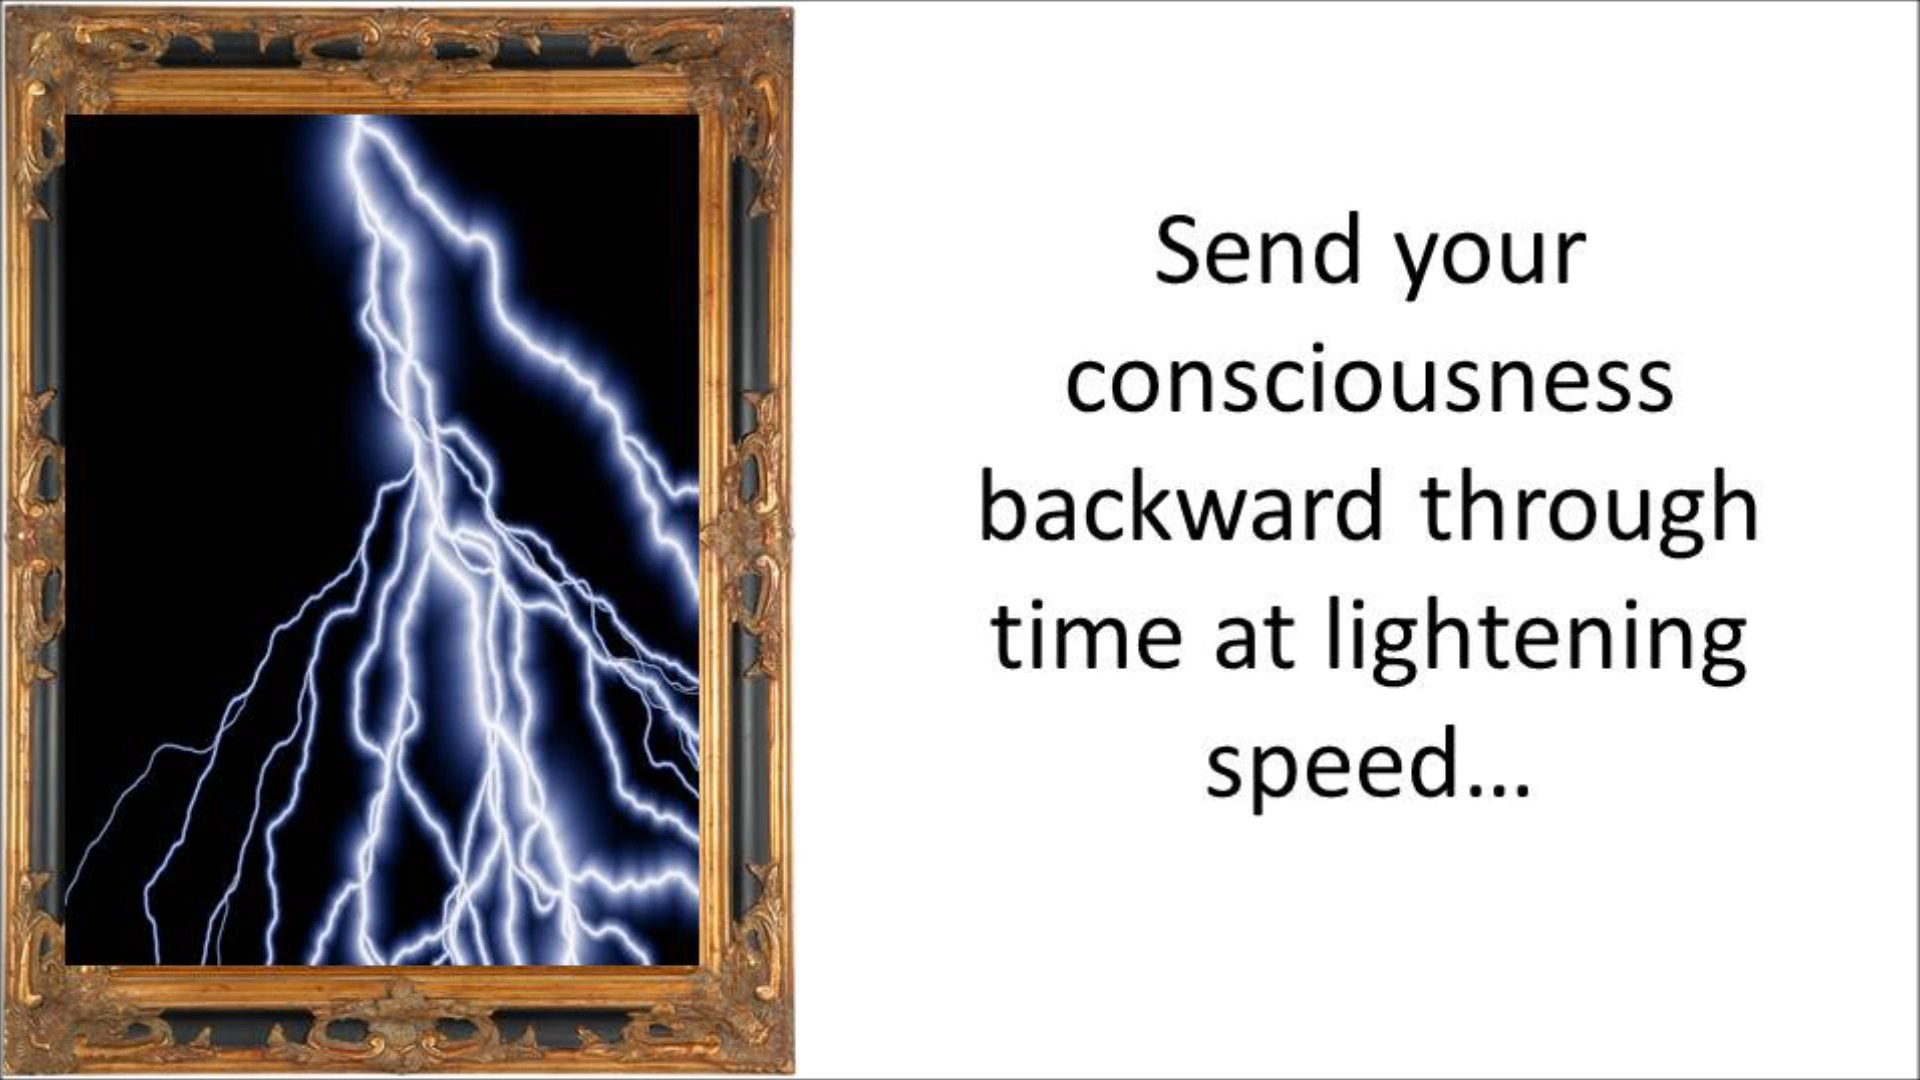 Send your
consciousness
backward through
time at lightening
speed...